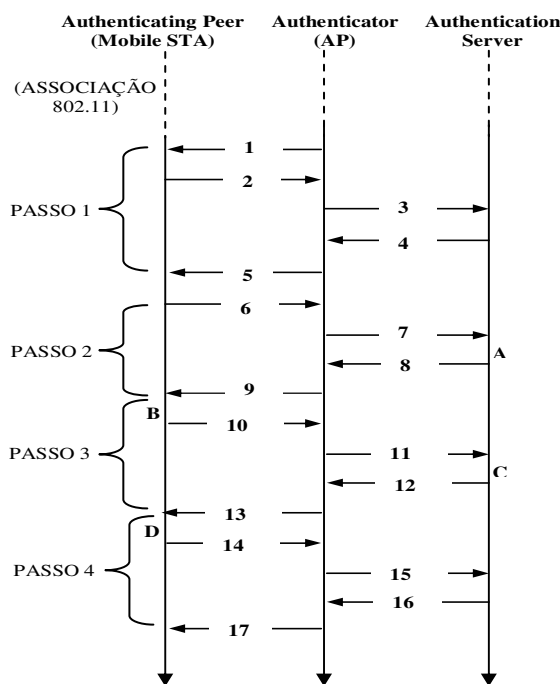 Authenticating Peer
(Mobile STA)
Authenticator
(AP)
Authentication
Server
(ASSOCIAÇÃO
802.11)
1
2
PASSO 1
3
4
5
6
7
PASSO 2
A
8
9
B
10
PASSO 3
11
C
12
13
D
14
PASSO 4
15
16
17